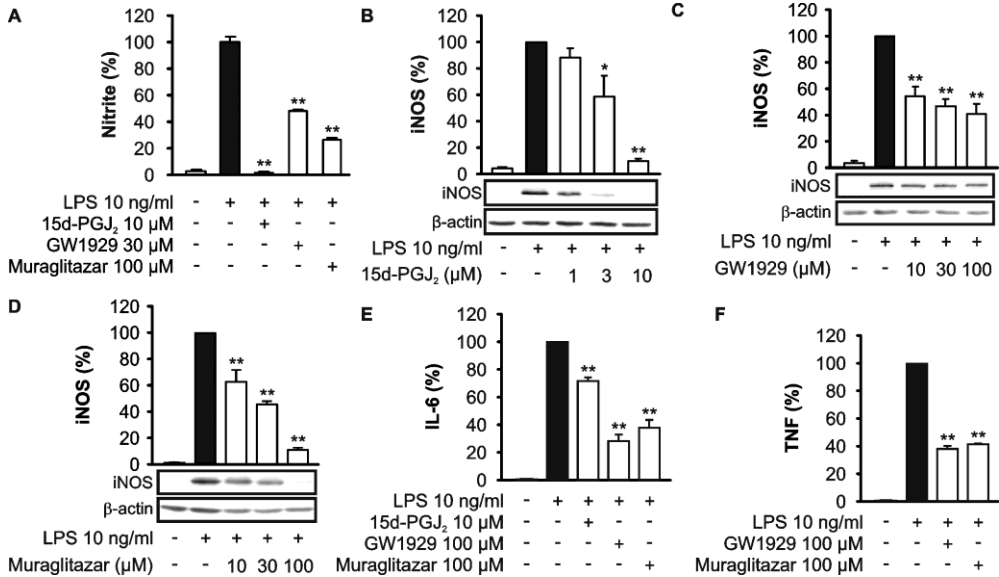 A
Nitrite (%)
120
100
80
60
40
20
0
**
**
**
LPS 10 ng/ml - + + + +
15d-PGJ₂ 10 µM - - + - -
GW1929 30 µM - - - + -
Muraglitazar 100 µM - - - - +
B
iNOS (%)
120
100
80
60
40
20
0
*
**
iNOS
β-actin
LPS 10 ng/ml - + + + +
15d-PGJ₂ (µM) - - 1 3 10
C
iNOS (%)
120
100
80
60
40
20
0
** ** **
iNOS
β-actin
LPS 10 ng/ml - + + + +
GW1929 (µM) - - 10 30 100
D
iNOS (%)
120
100
80
60
40
20
0
**
**
**
iNOS
β-actin
LPS 10 ng/ml - + + + +
Muraglitazar (µM) - - 10 30 100
E
IL-6 (%)
120
100
80
60
40
20
0
**
**
**
LPS 10 ng/ml - + + + +
15d-PGJ₂ 10 µM - - + - -
GW1929 100 µM - - - + -
Muraglitazar 100 µM - - - - +
F
TNF (%)
120
100
80
60
40
20
0
** **
LPS 10 ng/ml - + + +
GW1929 100 µM - - + -
Muraglitazar 100 µM - - - +